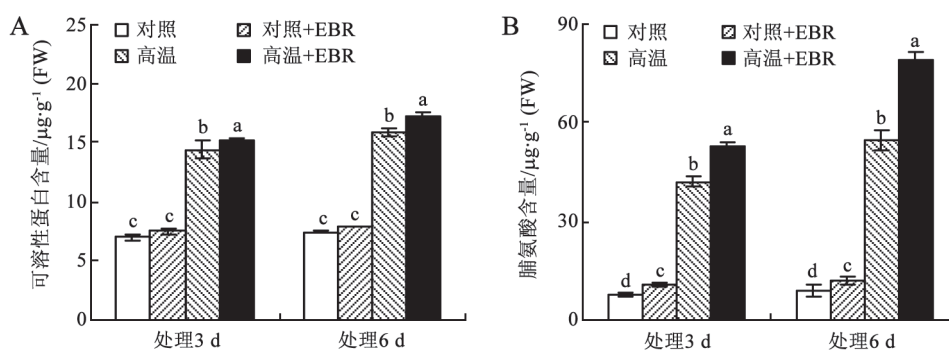 A
25
20
15
10
5
0
可溶性蛋白含量/μg·g⁻¹ (FW)
对照 对照+EBR
高温 高温+EBR
c c b a
c c b a
处理3 d 处理6 d
B
90
60
30
0
脯氨酸含量/μg·g⁻¹ (FW)
对照 对照+EBR
高温 高温+EBR
d c b a
d c b a
处理3 d 处理6 d